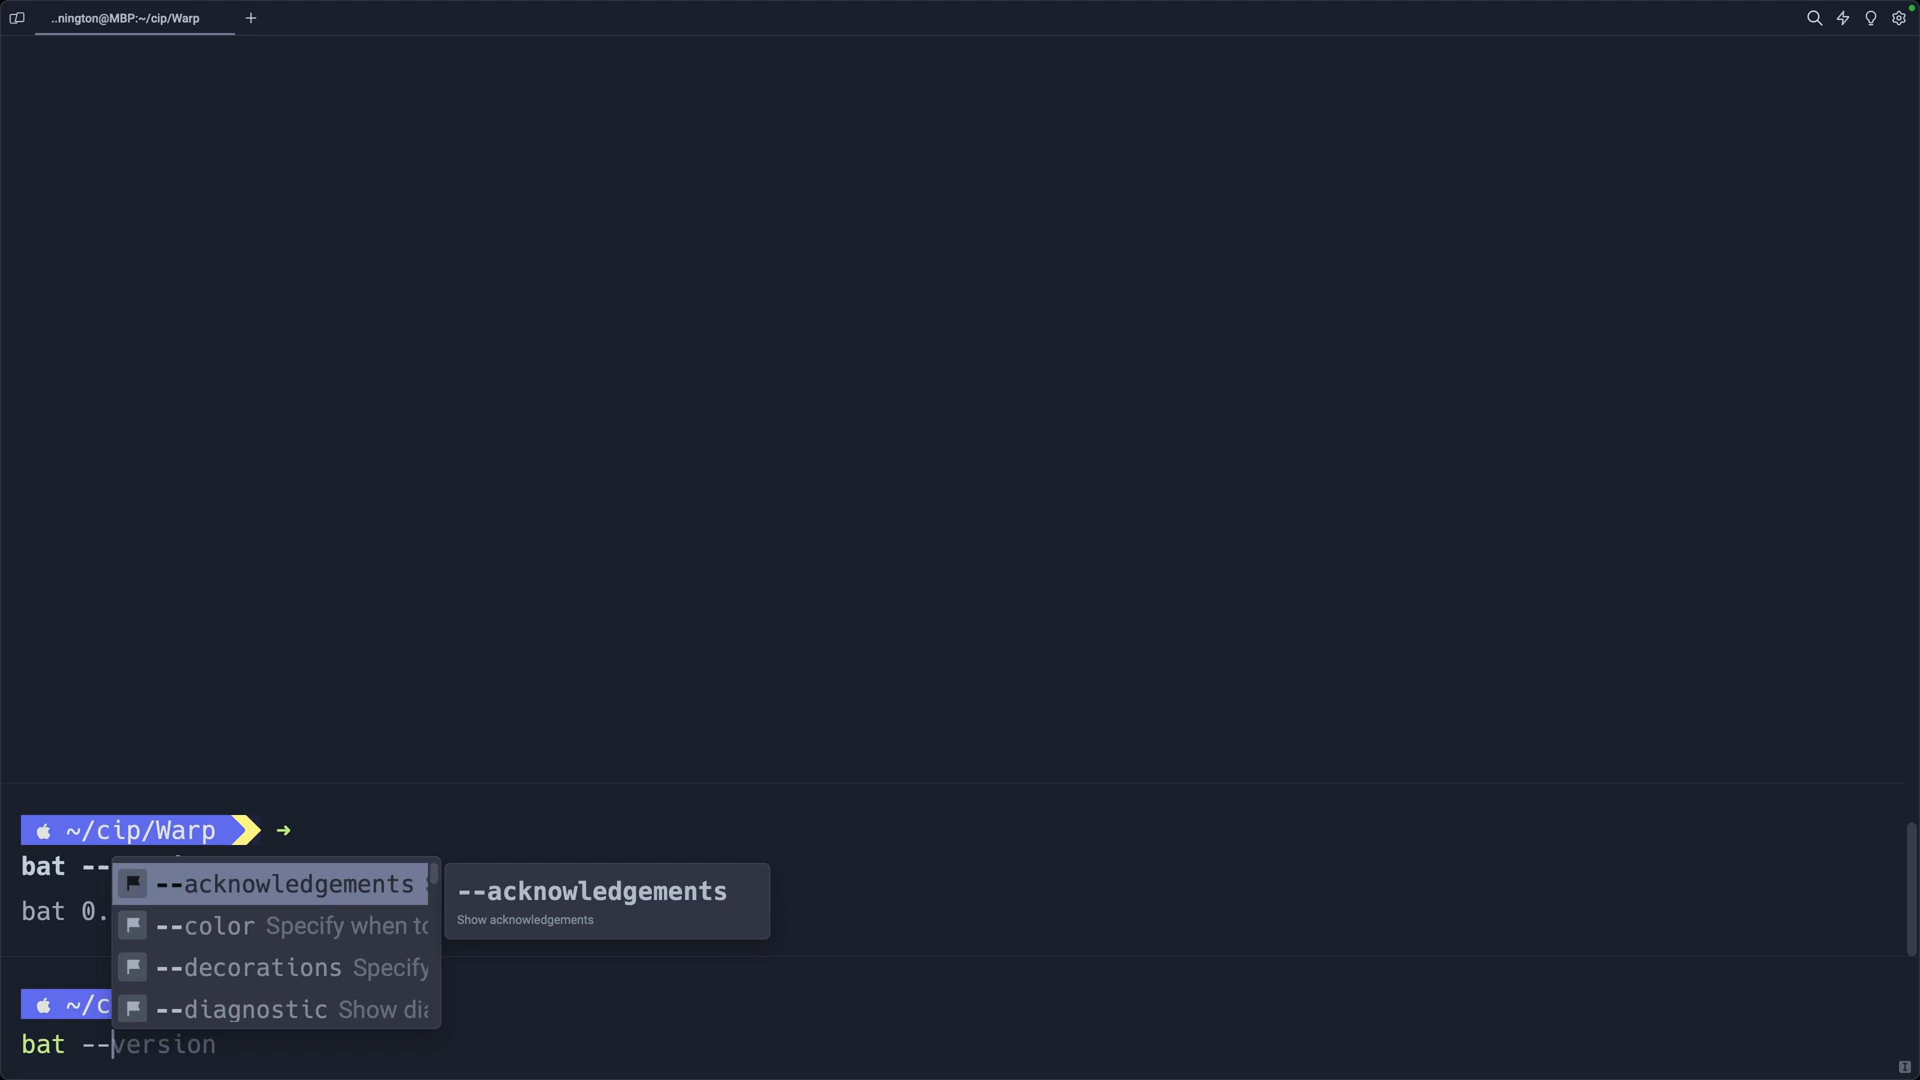 ..nington@MBP:~/cip/Warp
~/cip/Warp
bat --
bat 0.
--acknowledgements
--color Specify when to
--decorations Specify
--diagnostic Show dia
--acknowledgements
Show acknowledgements
~/c
bat --version